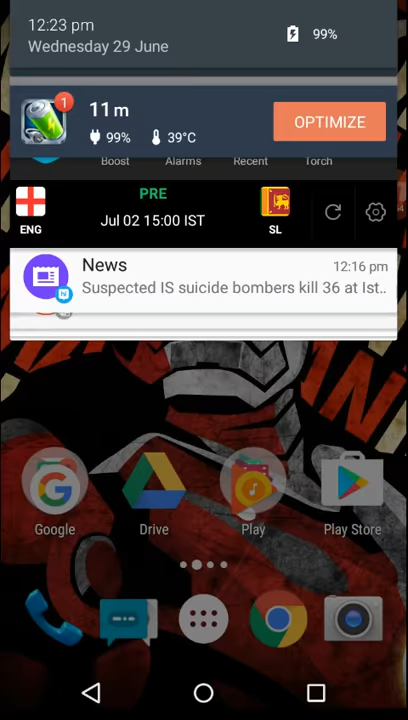 12:23 pm
99%
Wednesday 29 June
1
11 m
99% 39°C
OPTIMIZE
Boost Alarms Recent Torch
PRE
ENG Jul 02 15:00 IST SL
News 12:16 pm
Suspected IS suicide bombers kill 36 at Ist..
Google Drive Play Play Store